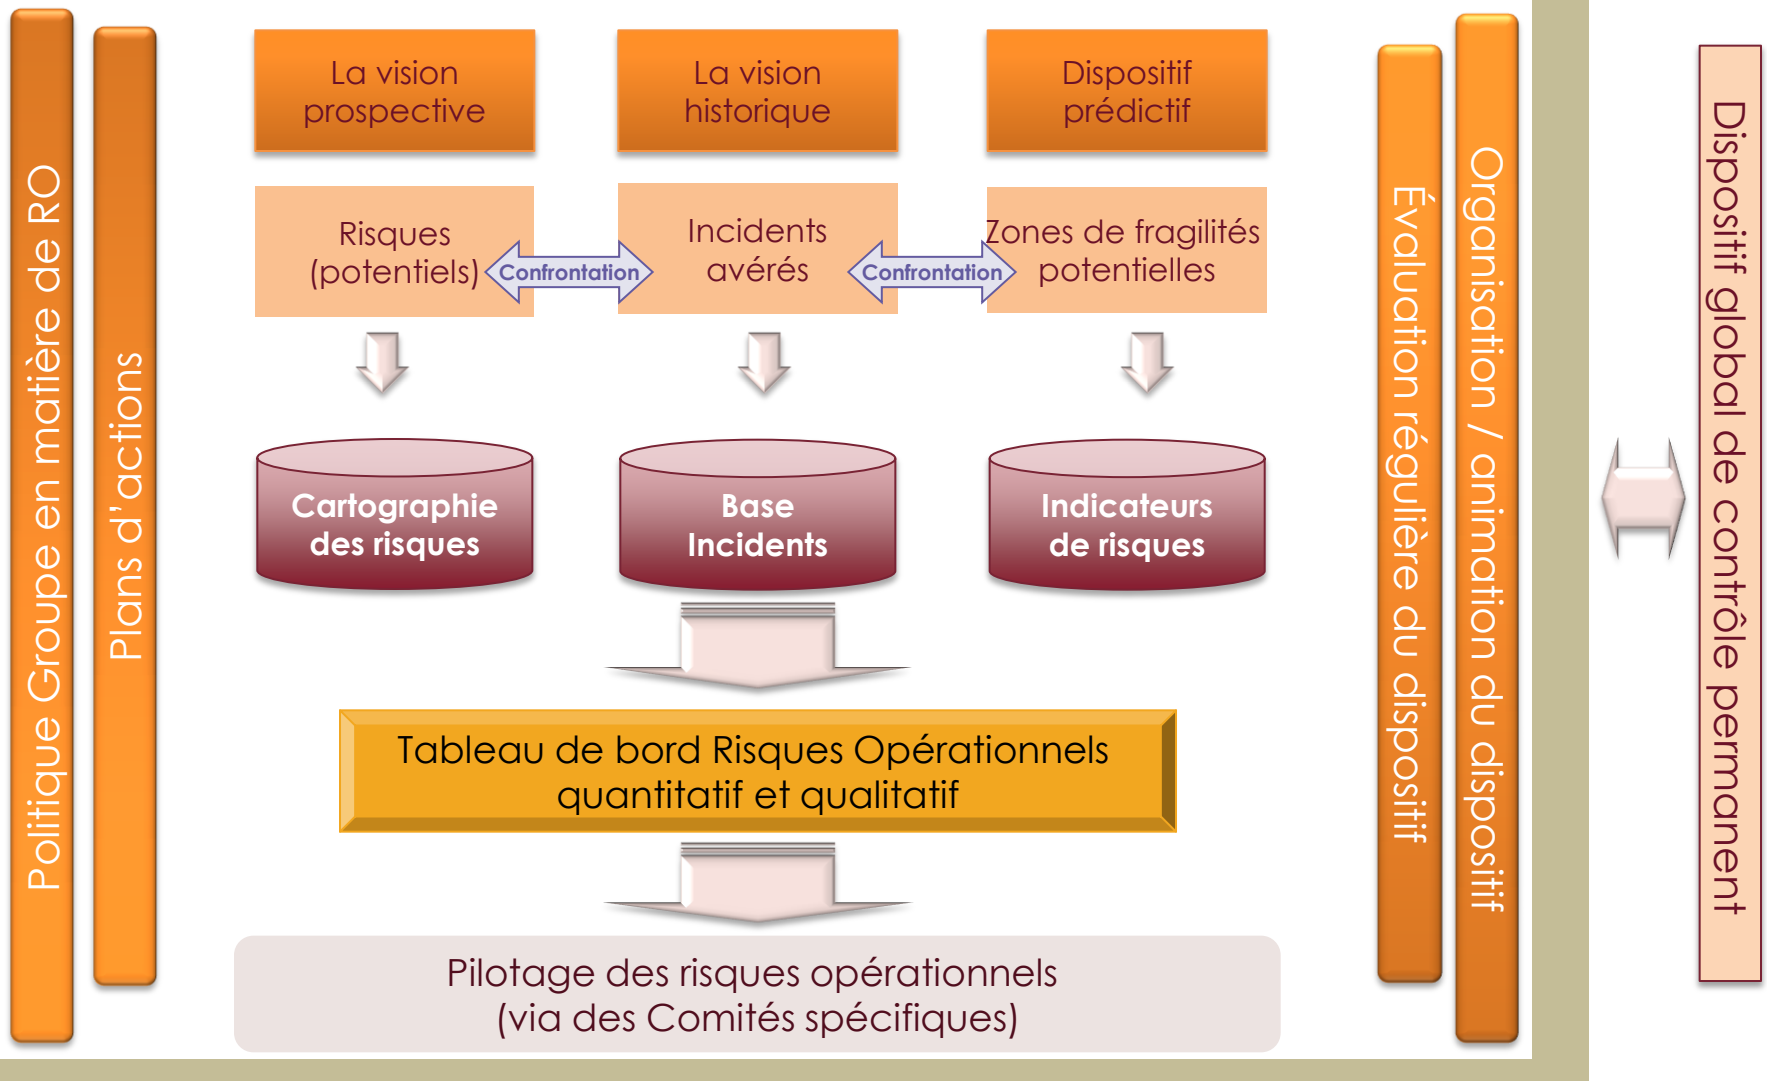 Politique Groupe en matière de RO
Plans d’actions
La vision
prospective
La vision
historique
Dispositif
prédictif
Risques
(potentiels)
Confrontation
Incidents
avérés
Confrontation
Zones de fragilités
potentielles
Cartographie
des risques
Base
Incidents
Indicateurs
de risques
Tableau de bord Risques Opérationnels
quantitatif et qualitatif
Pilotage des risques opérationnels
(via des Comités spécifiques)
Évaluation régulière du dispositif
Organisation / animation du dispositif
Dispositif global de contrôle permanent